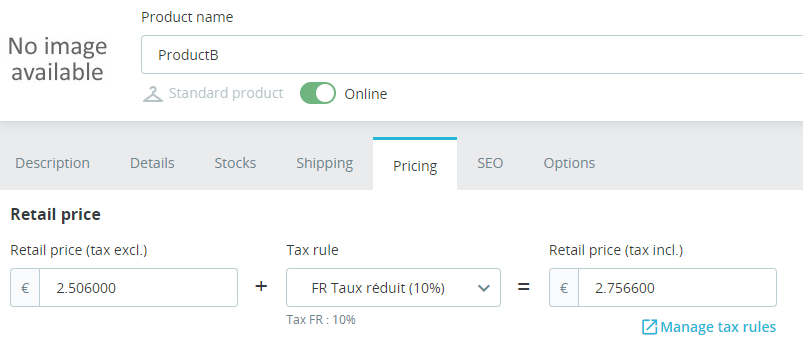 Product name
No image
available
ProductB
Standard product
Online
Description Details Stocks Shipping Pricing SEO Options
Retail price
Retail price (tax excl.) Tax rule Retail price (tax incl.)
€ 2.506000 + FR Taux réduit (10%) = € 2.756600
Tax FR : 10%
Manage tax rules